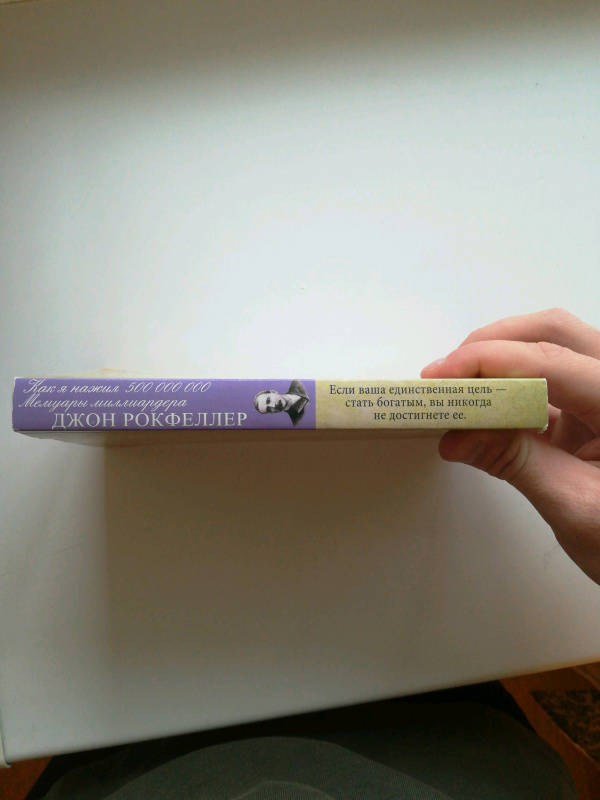 Как я нажил 500 000 000
Мемуары миллиардера
ДЖОН РОКФЕЛЛЕР
Если ваша единственная цель —
стать богатым, вы никогда
не достигнете ее.